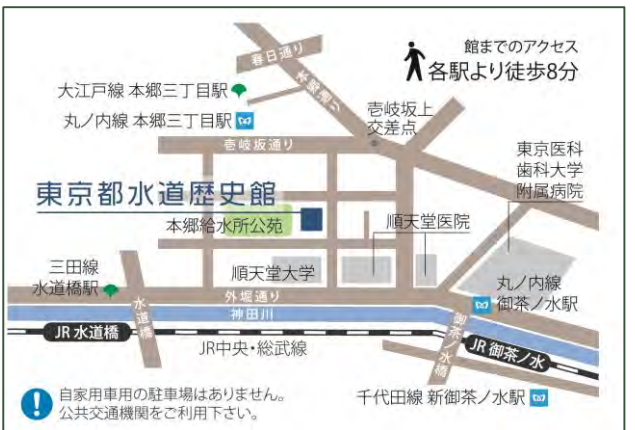 春日通り
本郷通り
館までのアクセス
各駅より徒歩8分
大江戸線 本郷三丁目駅
丸ノ内線 本郷三丁目駅
壱岐坂上
交差点
壱岐坂通り
東京医科
歯科大学
附属病院
東京都水道歴史館
本郷給水所公苑
順天堂医院
三田線
水道橋駅
順天堂大学
丸ノ内線
御茶ノ水駅
外堀通り
神田川
水道橋
御茶ノ水橋
JR 水道橋
JR中央・総武線
JR 御茶ノ水
自家用車用の駐車場はありません。
公共交通機関をご利用下さい。
千代田線 新御茶ノ水駅